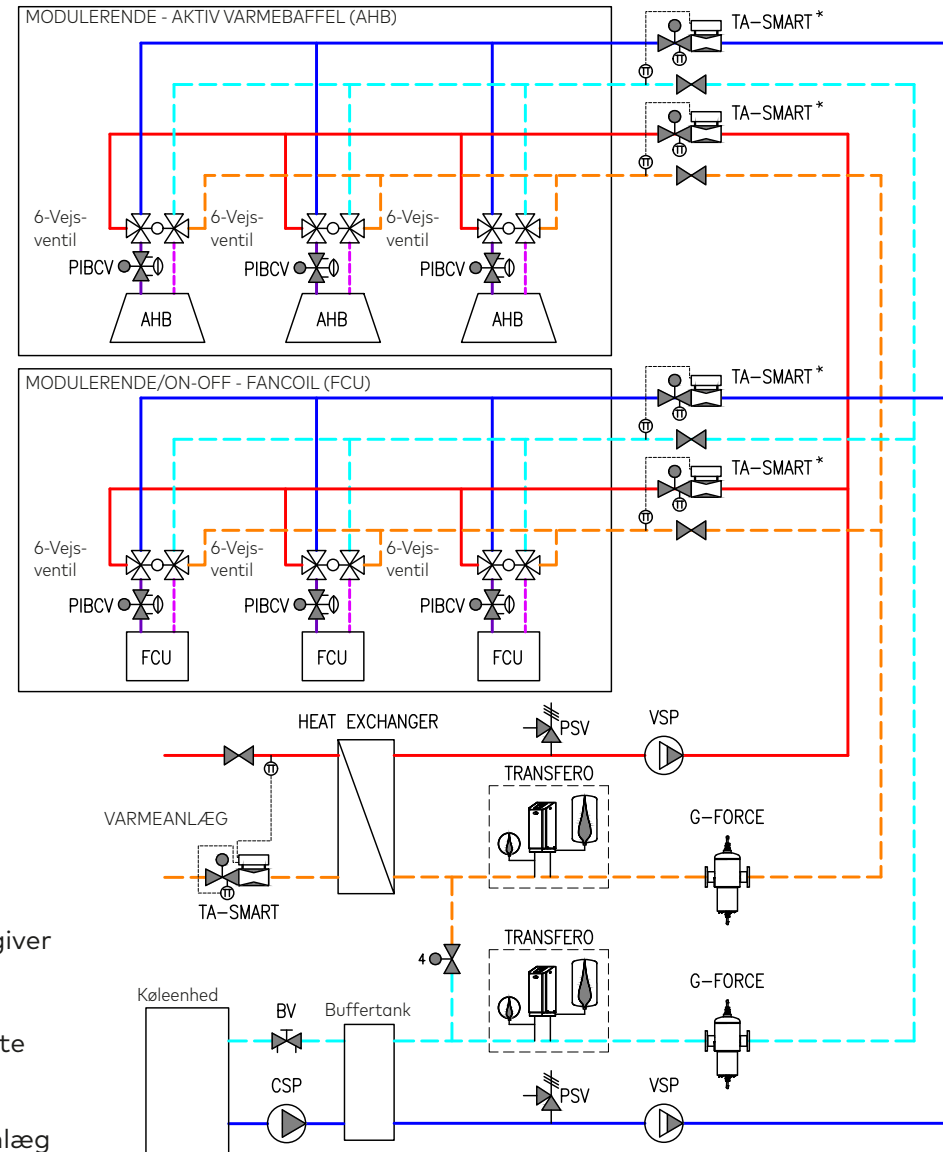 MODULERENDE - AKTIV VARMEBAFFEL (AHB)
TA-SMART*
TA-SMART*
6-Vejs-
ventil
6-Vejs-
ventil
6-Vejs-
ventil
PIBCV
PIBCV
PIBCV
AHB
AHB
AHB
MODULERENDE/ON-OFF - FANCOIL (FCU)
TA-SMART*
TA-SMART*
6-Vejs-
ventil
6-Vejs-
ventil
6-Vejs-
ventil
PIBCV
PIBCV
PIBCV
FCU
FCU
FCU
HEAT EXCHANGER
PSV
VSP
TRANSFERO
VARMEANLÆG
G-FORCE
TA-SMART
giver
4
TRANSFERO
G-FORCE
Køleenhed
BV
Buffertank
te
CSP
PSV
VSP
læg